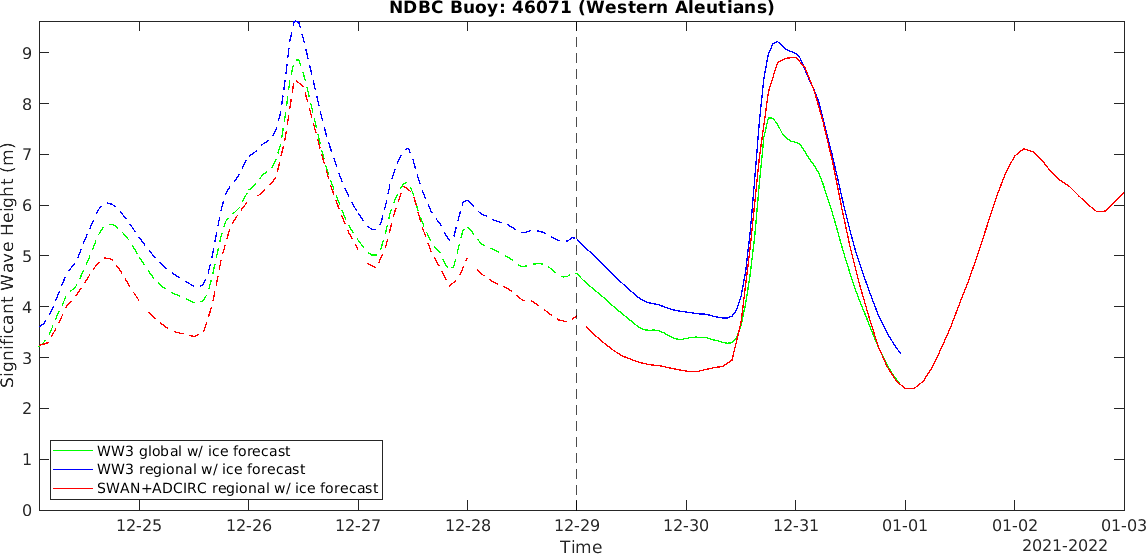 NDBC Buoy: 46071 (Western Aleutians)
Significant Wave Height (m)
9
8
7
6
5
4
3
2
1
0
WW3 global w/ ice forecast
WW3 regional w/ ice forecast
SWAN+ADCIRC regional w/ ice forecast
12-25 12-26 12-27 12-28 12-29 12-30 12-31 01-01 01-02 01-03
Time
2021-2022